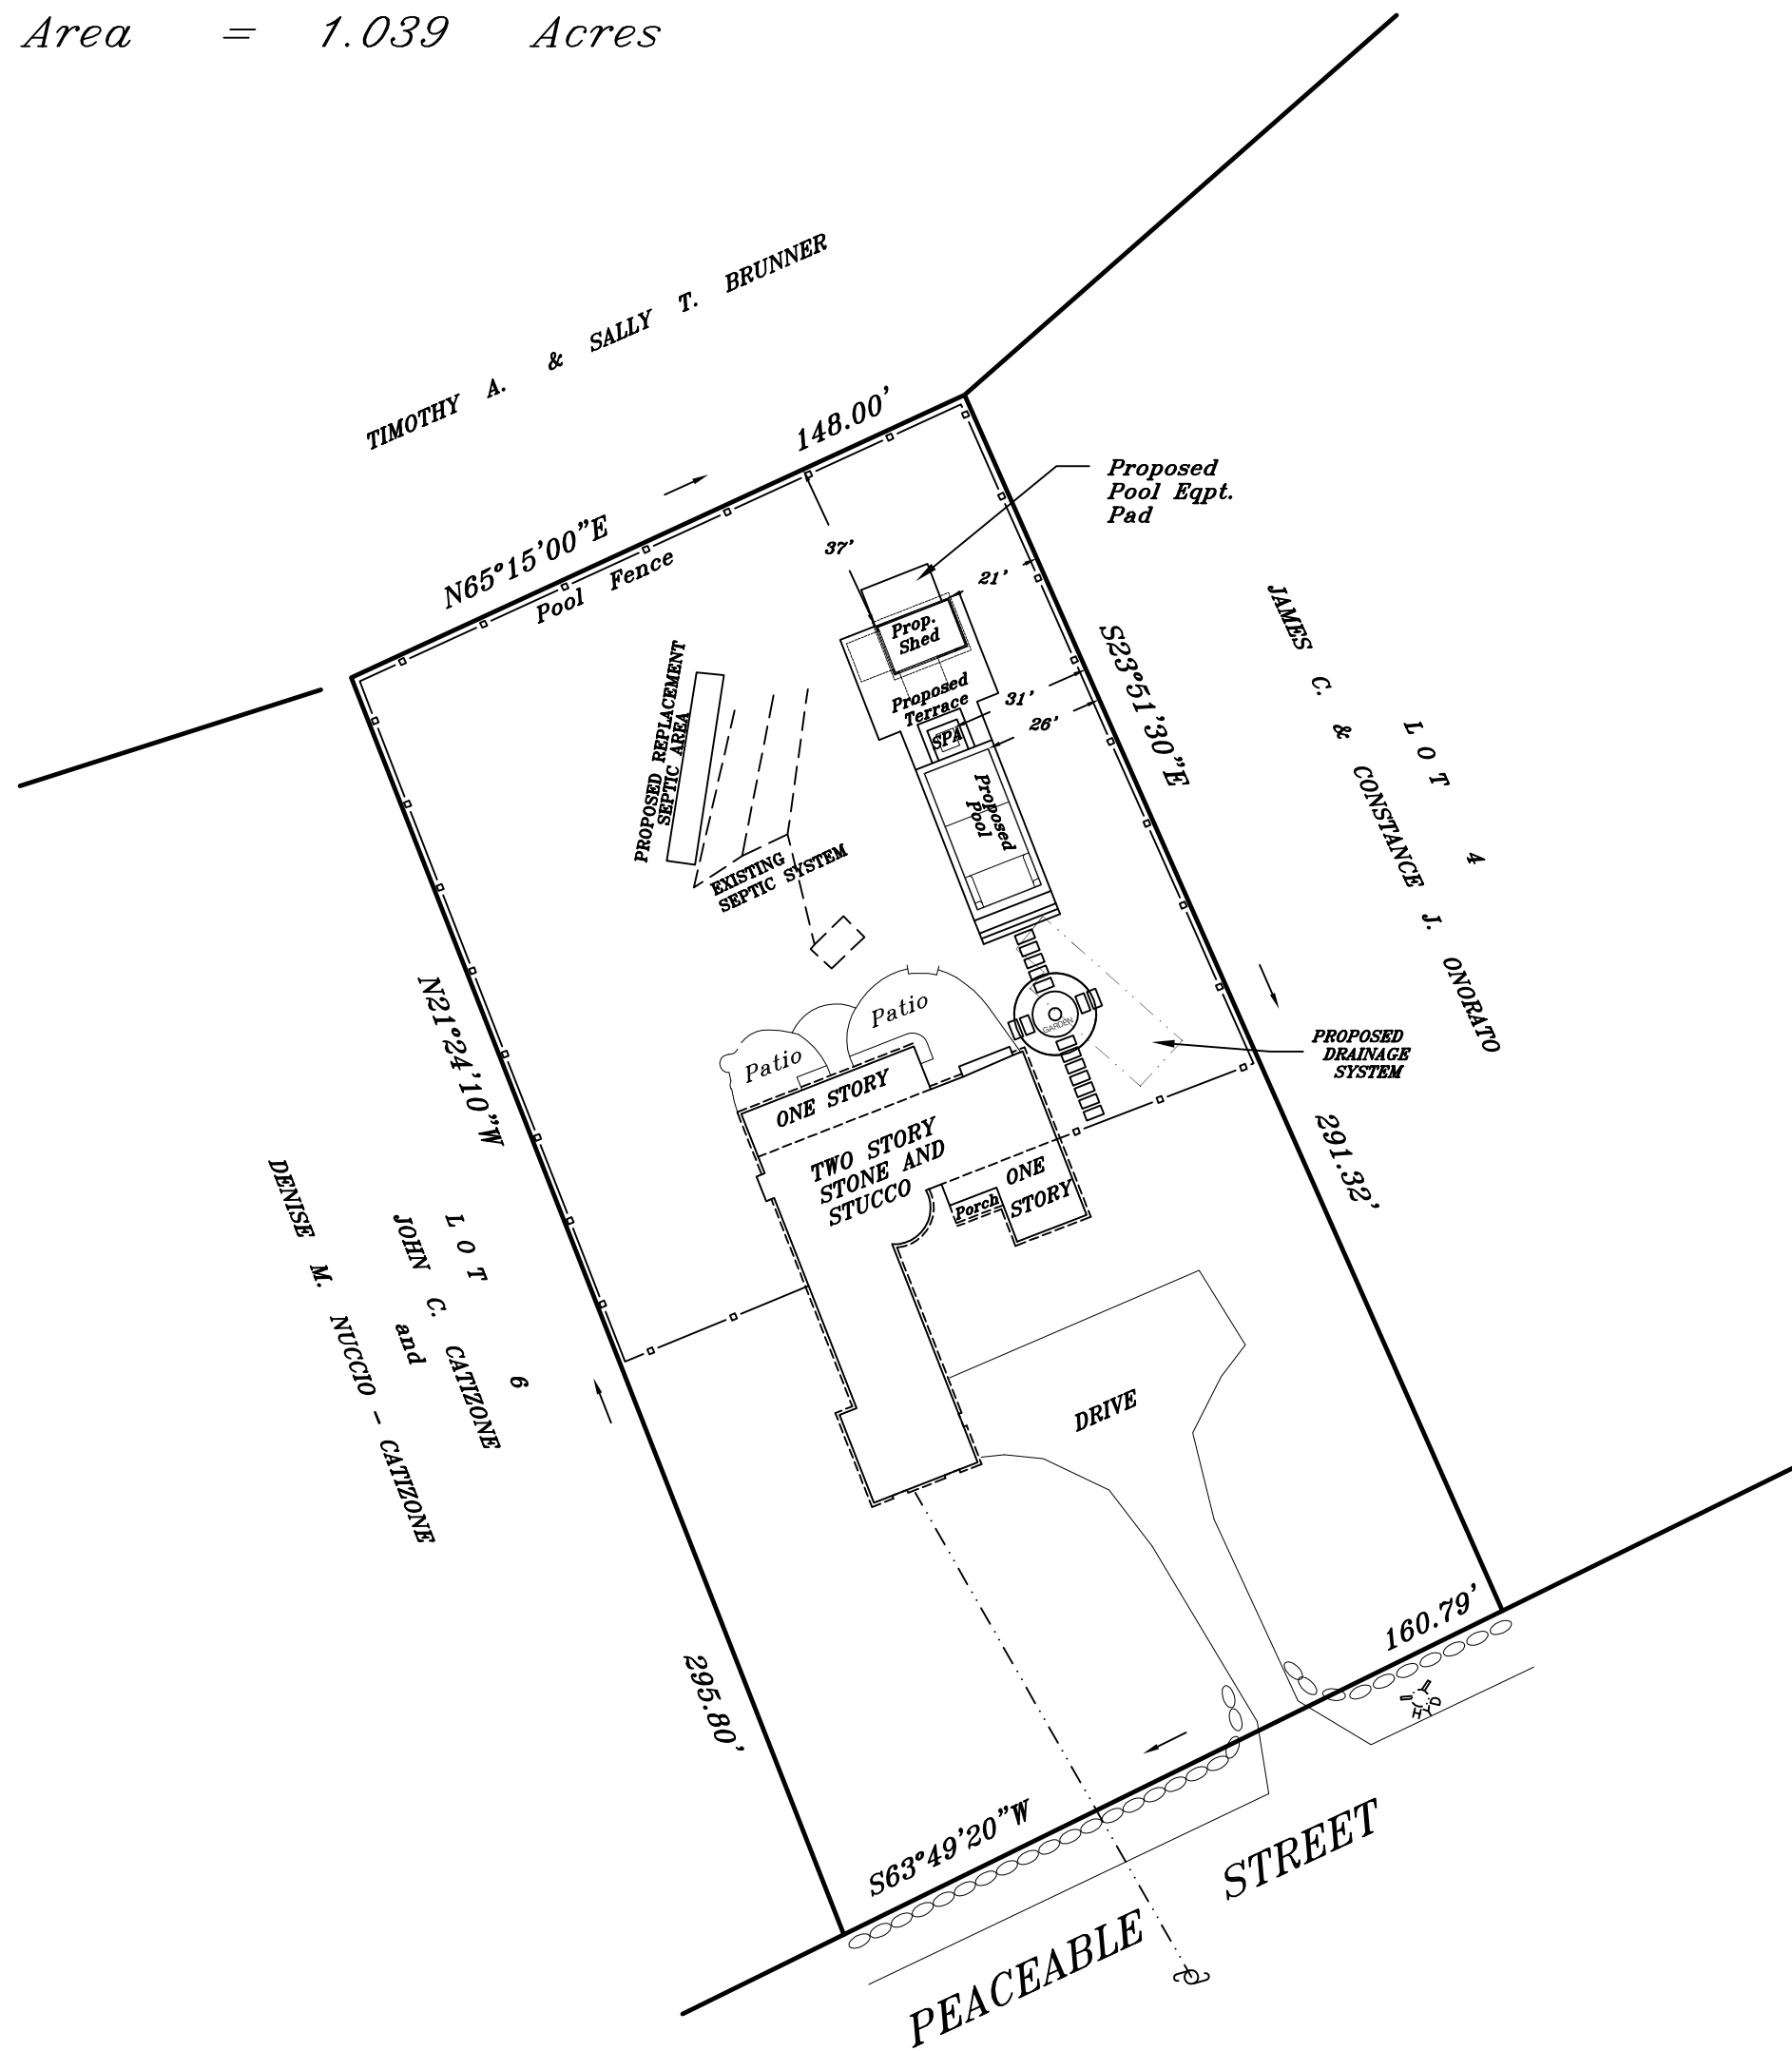 Area = 1.039 Acres
TIMOTHY A. & SALLY T. BRUNNER
148.00'
N65°15'00"E
Pool Fence
Proposed
Pool Eqpt.
Pad
37'
21'
Prop.
Shed
Proposed
Terrace
31'
26'
SPA
Proposed
Pool
S23°51'30"E
291.32'
JAMES C. & CONSTANCE J. ONORATO
LOT 4
PROPOSED REPLACEMENT
SEPTIC AREA
EXISTING
SEPTIC SYSTEM
Patio
Patio
GARDEN
PROPOSED
DRAINAGE
SYSTEM
ONE STORY
TWO STORY
STONE AND
STUCCO
ONE
STORY
Porch
N21°24'10"W
295.80'
LOT 6
JOHN C. CATIZONE
and
DENISE M. NUCCIO - CATIZONE
DRIVE
160.79'
HYD
S63°49'20"W
PEACEABLE STREET